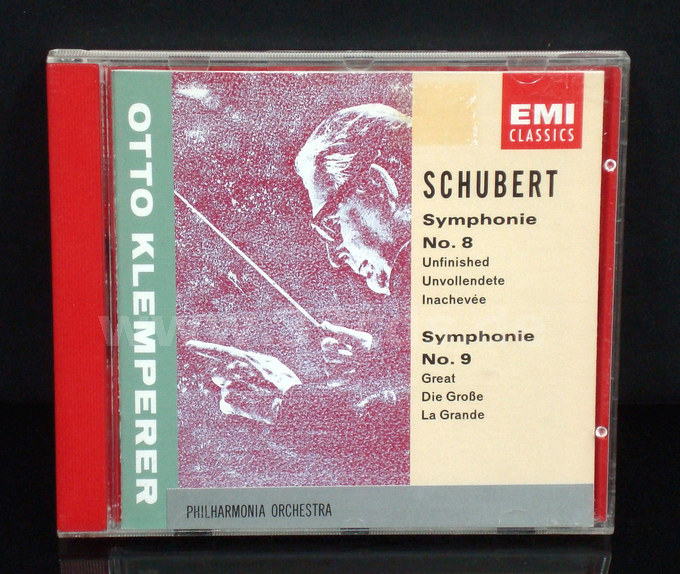 OTTO KLEMPERER
EMI
CLASSICS
SCHUBERT
Symphonie
No. 8
Unfinished
Unvollendete
Inachevée
Symphonie
No. 9
Great
Die Große
La Grande
PHILHARMONIA ORCHESTRA